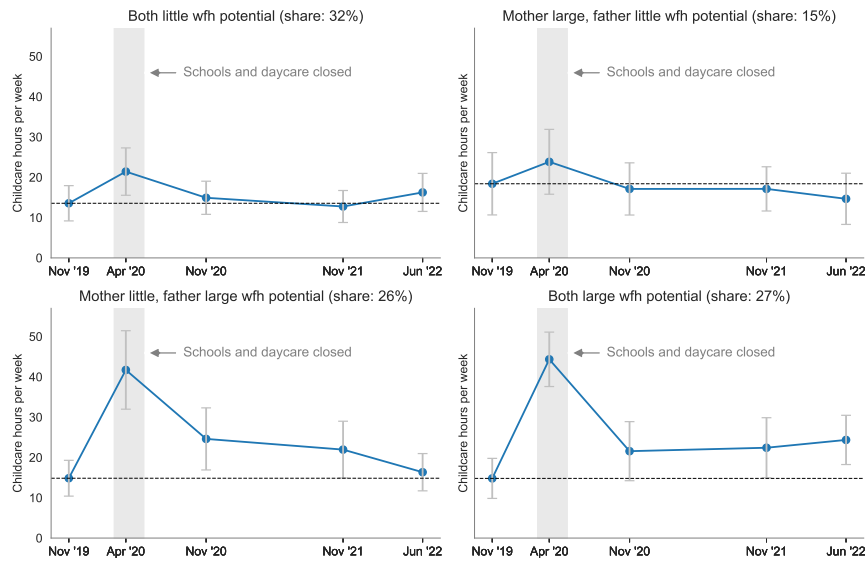 Both little wfh potential (share: 32%)
Mother large, father little wfh potential (share: 15%)
Childcare hours per week
50
40
30
20
10
0
Schools and daycare closed
Nov '19 Apr '20 Nov '20 Nov '21 Jun '22
Childcare hours per week
Schools and daycare closed
Nov '19 Apr '20 Nov '20 Nov '21 Jun '22
Mother little, father large wfh potential (share: 26%)
Both large wfh potential (share: 27%)
Childcare hours per week
50
40
30
20
10
0
Schools and daycare closed
Nov '19 Apr '20 Nov '20 Nov '21 Jun '22
Childcare hours per week
Schools and daycare closed
Nov '19 Apr '20 Nov '20 Nov '21 Jun '22